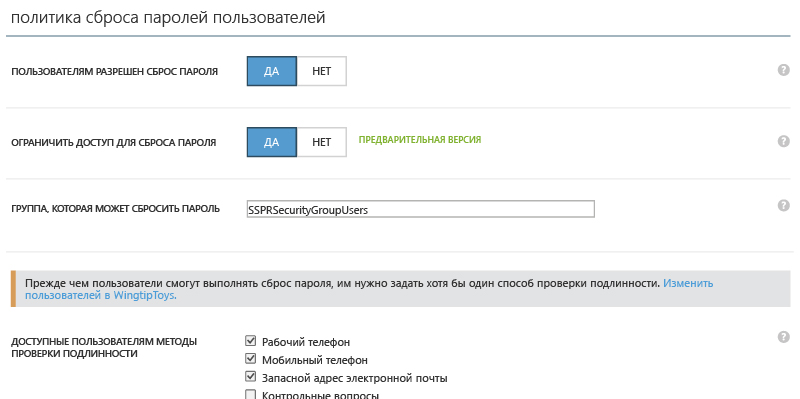 политика сброса паролей пользователей
ПОЛЬЗОВАТЕЛЯМ РАЗРЕШЕН СБРОС ПАРОЛЯ ДА НЕТ ?
ОГРАНИЧИТЬ ДОСТУП ДЛЯ СБРОСА ПАРОЛЯ ДА НЕТ ПРЕДВАРИТЕЛЬНАЯ ВЕРСИЯ ?
ГРУППА, КОТОРАЯ МОЖЕТ СБРОСИТЬ ПАРОЛЬ SSPRSecurityGroupUsers ?
Прежде чем пользователи смогут выполнять сброс пароля, им нужно задать хотя бы один способ проверки подлинности. Изменить
пользователей в WingtipToys.
ДОСТУПНЫЕ ПОЛЬЗОВАТЕЛЯМ МЕТОДЫ ?
ПРОВЕРКИ ПОДЛИННОСТИ
Рабочий телефон
Мобильный телефон
Запасной адрес электронной почты
Контрольные вопросы